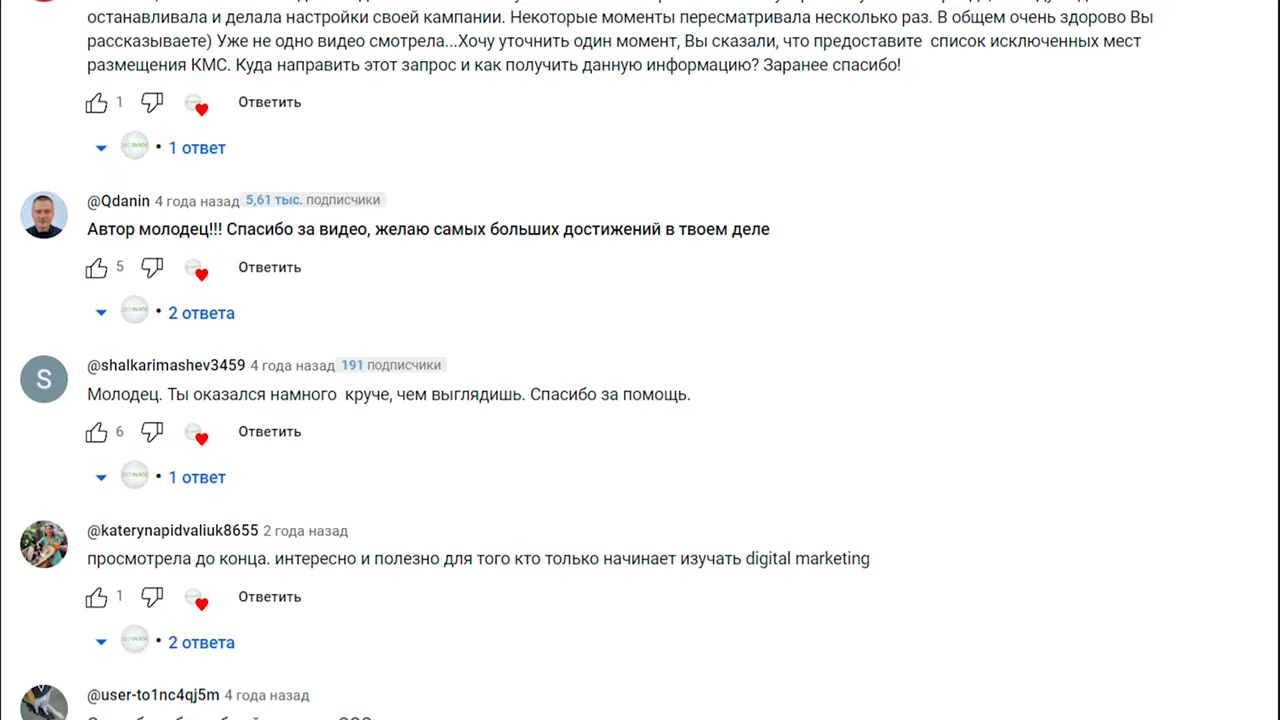 останавливала и делала настройки своей кампании. Некоторые моменты пересматривала несколько раз. В общем очень здорово Вы
рассказываете) Уже не одно видео смотрела...Хочу уточнить один момент, Вы сказали, что предоставите список исключенных мест
размещения КМС. Куда направить этот запрос и как получить данную информацию? Заранее спасибо!
1 Ответить
• 1 ответ
@Qdanin 4 года назад 5,61 тыс. подписчики
Автор молодец!!! Спасибо за видео, желаю самых больших достижений в твоем деле
5 Ответить
• 2 ответа
@shalkarimashev3459 4 года назад 191 подписчики
Молодец. Ты оказался намного круче, чем выглядишь. Спасибо за помощь.
6 Ответить
• 1 ответ
@katerynapidvaliuk8655 2 года назад
просмотрела до конца. интересно и полезно для того кто только начинает изучать digital marketing
1 Ответить
• 2 ответа
@user-to1nc4qj5m 4 года назад